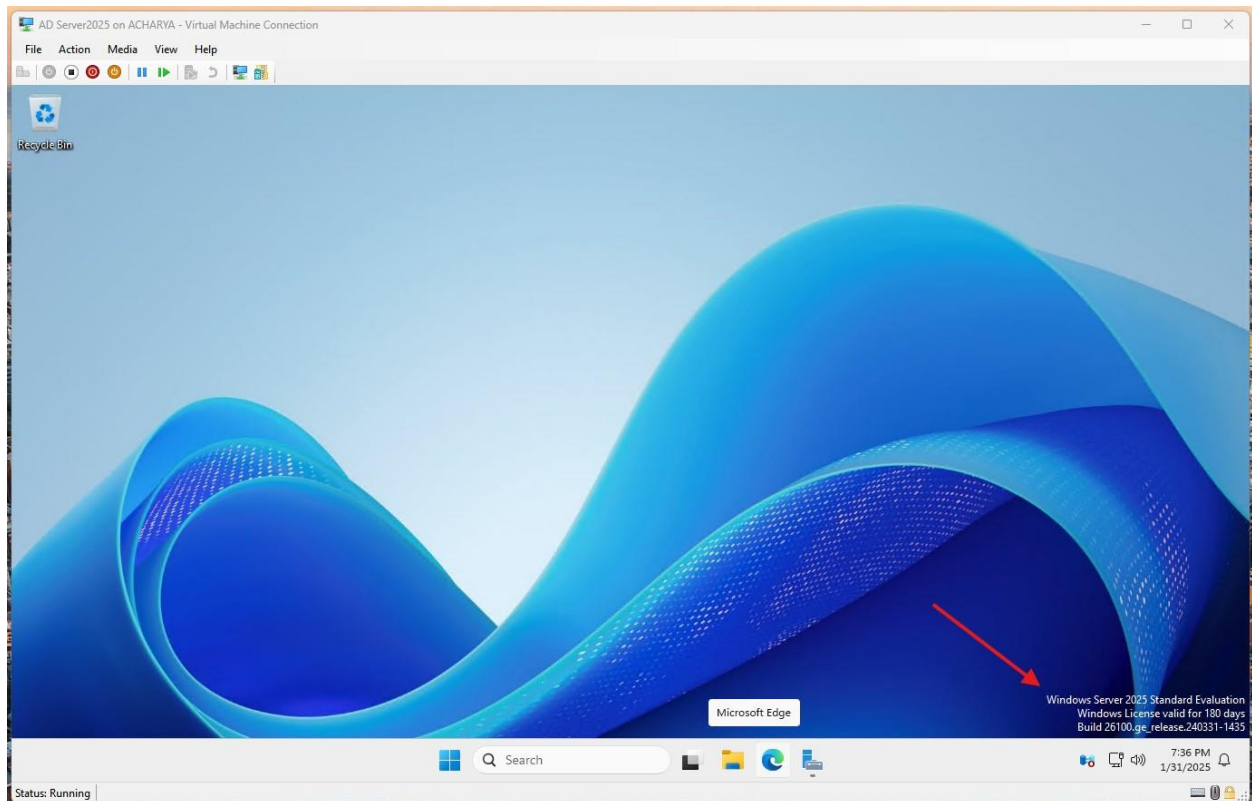 AD Server2025 on ACHARYA - Virtual Machine Connection
File Action Media View Help
Recycle Bin
Microsoft Edge
Windows Server 2025 Standard Evaluation
Windows License valid for 180 days
Build 26100.ge_release.240331-1435
Search
7:36 PM
1/31/2025
Status: Running